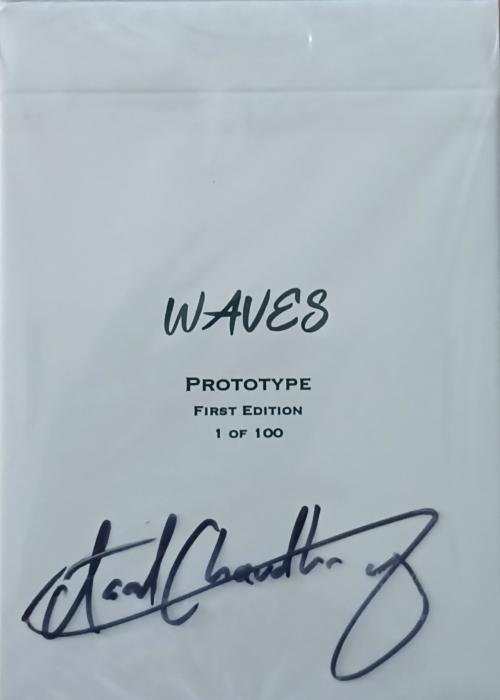 WAVES
PROTOTYPE
FIRST EDITION
1 OF 100